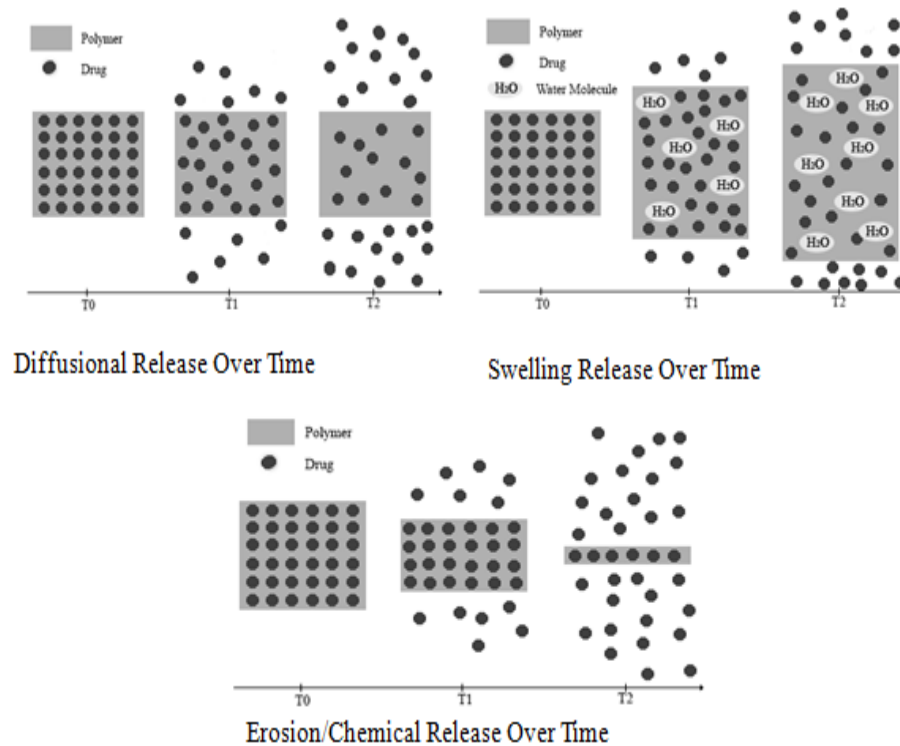 Polymer
Drug
T0 T1 T2
Diffusional Release Over Time
Polymer
Drug
H₂O Water Molecule
H₂O
H₂O
H₂O
H₂O
H₂O
H₂O
H₂O
H₂O
H₂O
H₂O
H₂O
H₂O
H₂O
T0 T1 T2
Swelling Release Over Time
Polymer
Drug
T0 T1 T2
Erosion/Chemical Release Over Time